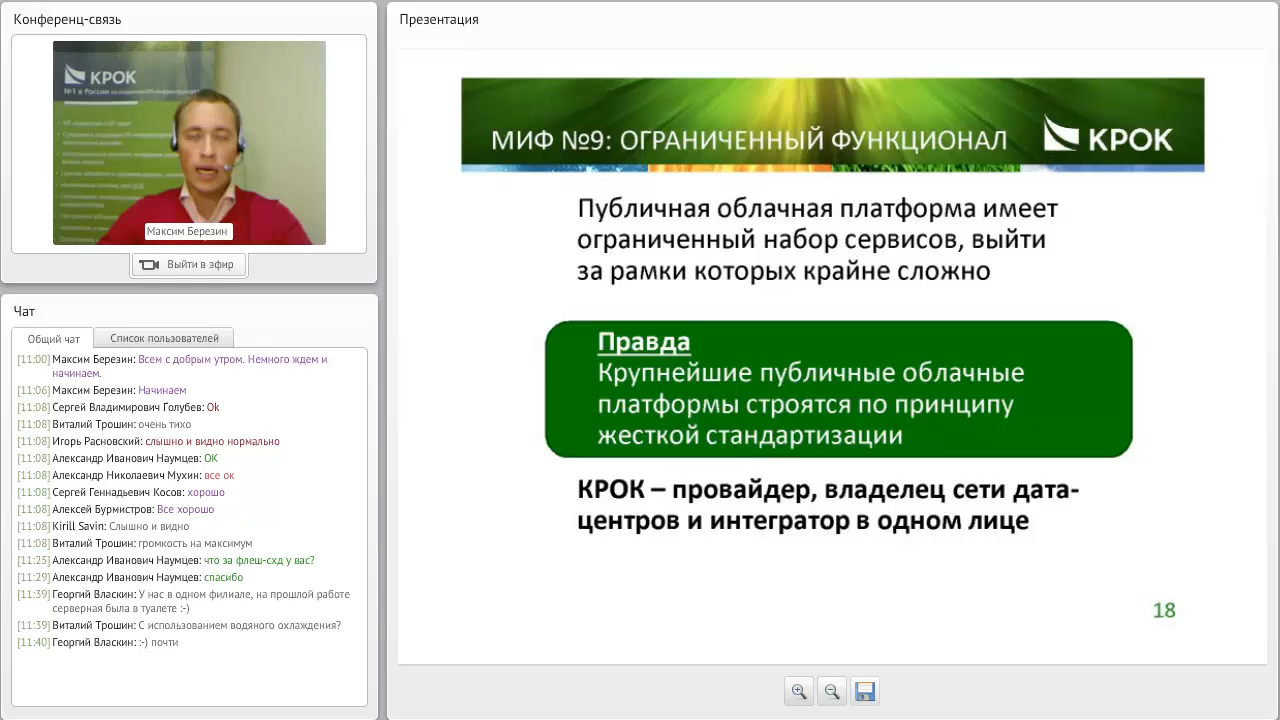 Конференц-связь
КРОК
№1 в России
Максим Березин
Выйти в эфир
Чат
Общий чат
Список пользователей
[11:00] Максим Березин: Всем с добрым утром. Немного ждем и
начинаем.
[11:06] Максим Березин: Начинаем
[11:08] Сергей Владимирович Голубев: Ok
[11:08] Виталий Трошин: очень тихо
[11:08] Игорь Расновский: слышно и видно нормально
[11:08] Александр Иванович Наумцев: OK
[11:08] Александр Николаевич Мухин: все ок
[11:08] Сергей Геннадьевич Косов: хорошо
[11:08] Алексей Бурмистров: Все хорошо
[11:08] Kirill Savin: Слышно и видно
[11:08] Виталий Трошин: громкость на максимум
[11:25] Александр Иванович Наумцев: что за флеш-схд у вас?
[11:29] Александр Иванович Наумцев: спасибо
[11:39] Георгий Власкин: У нас в одном филиале, на прошлой работе
серверная была в туалете :-)
[11:39] Виталий Трошин: С использованием водяного охлаждения?
[11:40] Георгий Власкин: :-) почти
Презентация
МИФ №9: ОГРАНИЧЕННЫЙ ФУНКЦИОНАЛ
КРОК
Публичная облачная платформа имеет
ограниченный набор сервисов, выйти
за рамки которых крайне сложно
Правда
Крупнейшие публичные облачные
платформы строятся по принципу
жесткой стандартизации
КРОК – провайдер, владелец сети дата-
центров и интегратор в одном лице
18